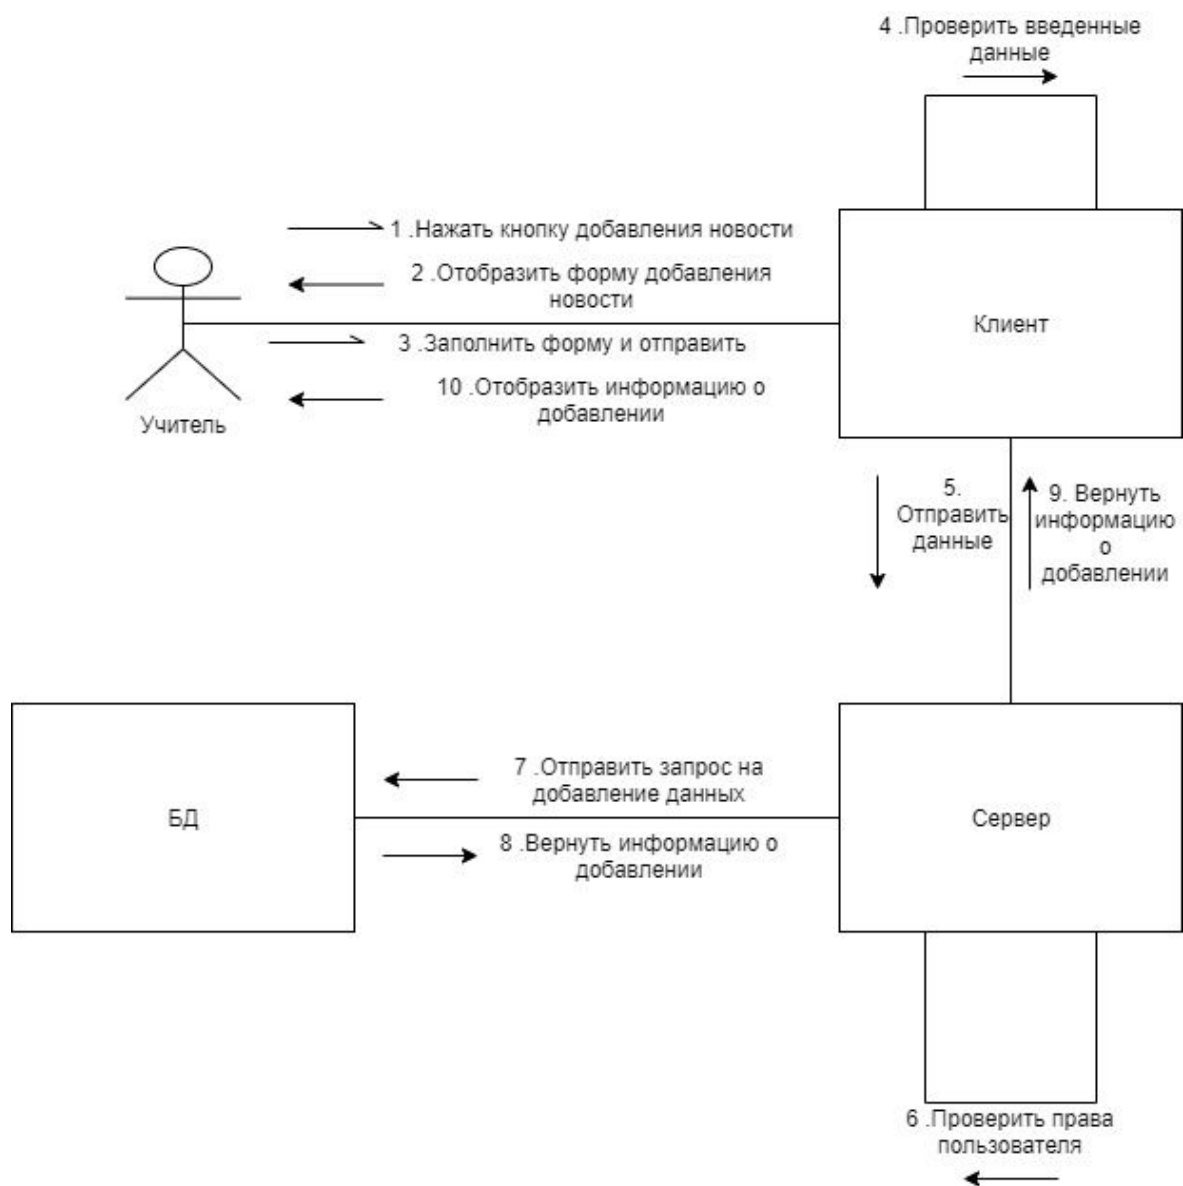 4 .Проверить введенные
данные
1 .Нажать кнопку добавления новости
2 .Отобразить форму добавления
новости
Клиент
3 .Заполнить форму и отправить
10 .Отобразить информацию о
добавлении
Учитель
5.
Отправить
данные
9. Вернуть
информацию
о
добавлении
7 .Отправить запрос на
добавление данных
БД
Сервер
8 .Вернуть информацию о
добавлении
6 .Проверить права
пользователя